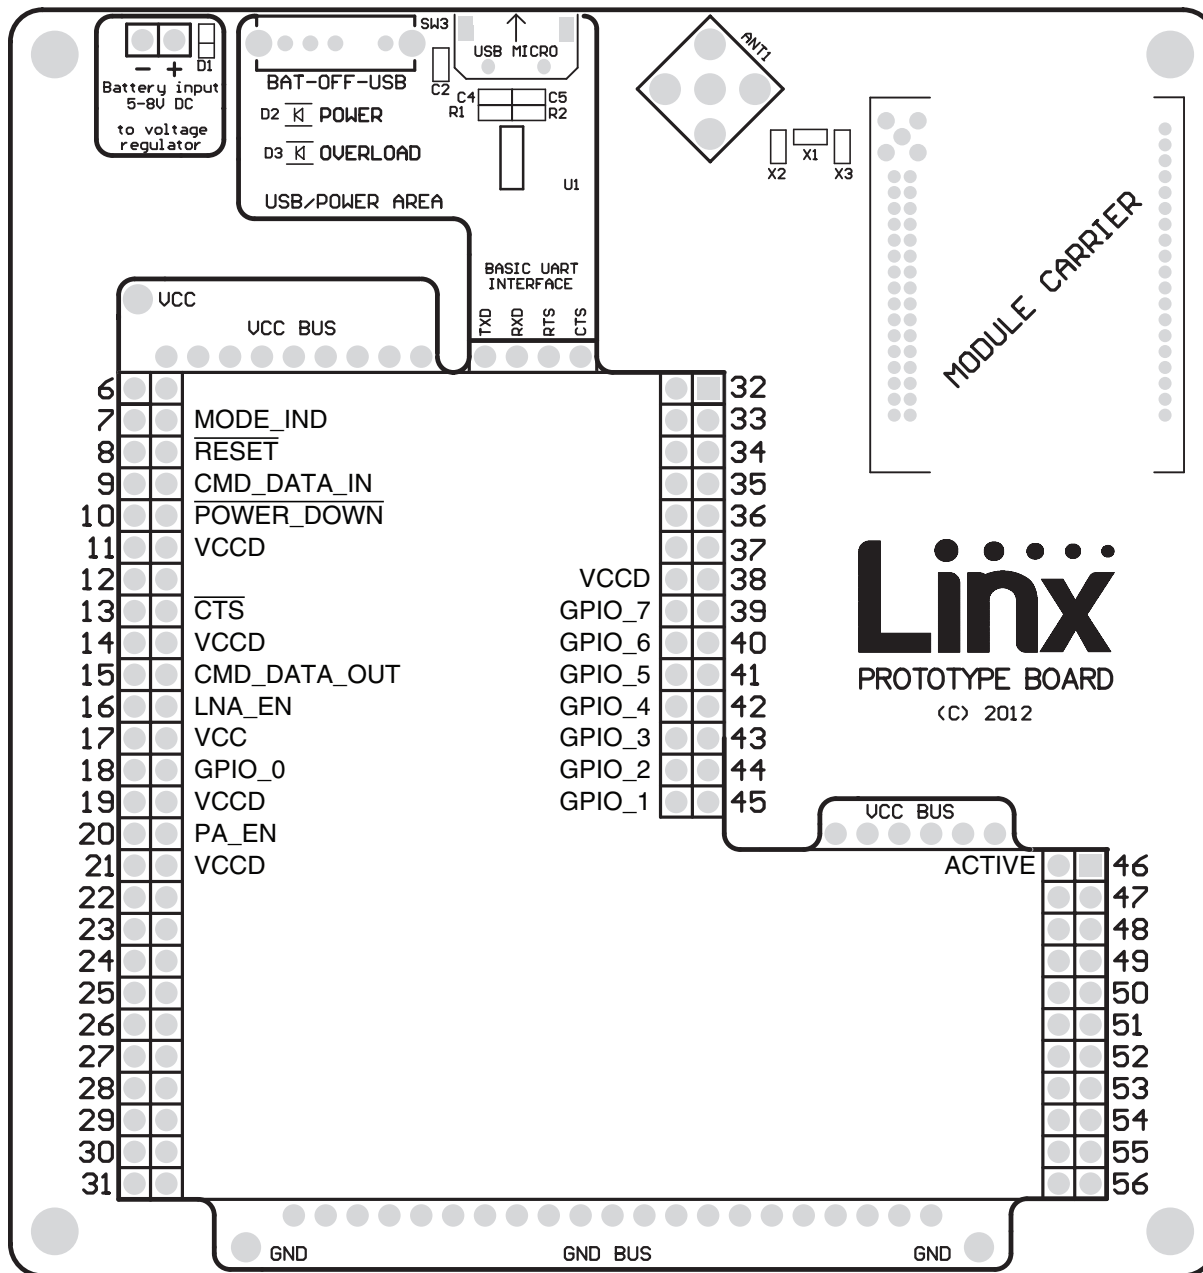 − +
D1
Battery input
5-8V DC
to voltage
regulator
SW3
BAT-OFF-USB
C2
D2 POWER
D3 OVERLOAD
USB/POWER AREA
USB MICRO
C4 C5
R1 R2
U1
BASIC UART
INTERFACE
TXD RXD RTS CTS
ANT1
X2 X1 X3
MODULE CARRIER
VCC
VCC BUS
6
7 MODE_IND
8 RESET
9 CMD_DATA_IN
10 POWER_DOWN
11 VCCD
12
13 CTS
14 VCCD
15 CMD_DATA_OUT
16 LNA_EN
17 VCC
18 GPIO_0
19 VCCD
20 PA_EN
21 VCCD
22
23
24
25
26
27
28
29
30
31
32
33
34
35
36
37
VCCD 38
GPIO_7 39
GPIO_6 40
GPIO_5 41
GPIO_4 42
GPIO_3 43
GPIO_2 44
GPIO_1 45
Linx
PROTOTYPE BOARD
(C) 2012
VCC BUS
ACTIVE 46
47
48
49
50
51
52
53
54
55
56
GND GND BUS GND